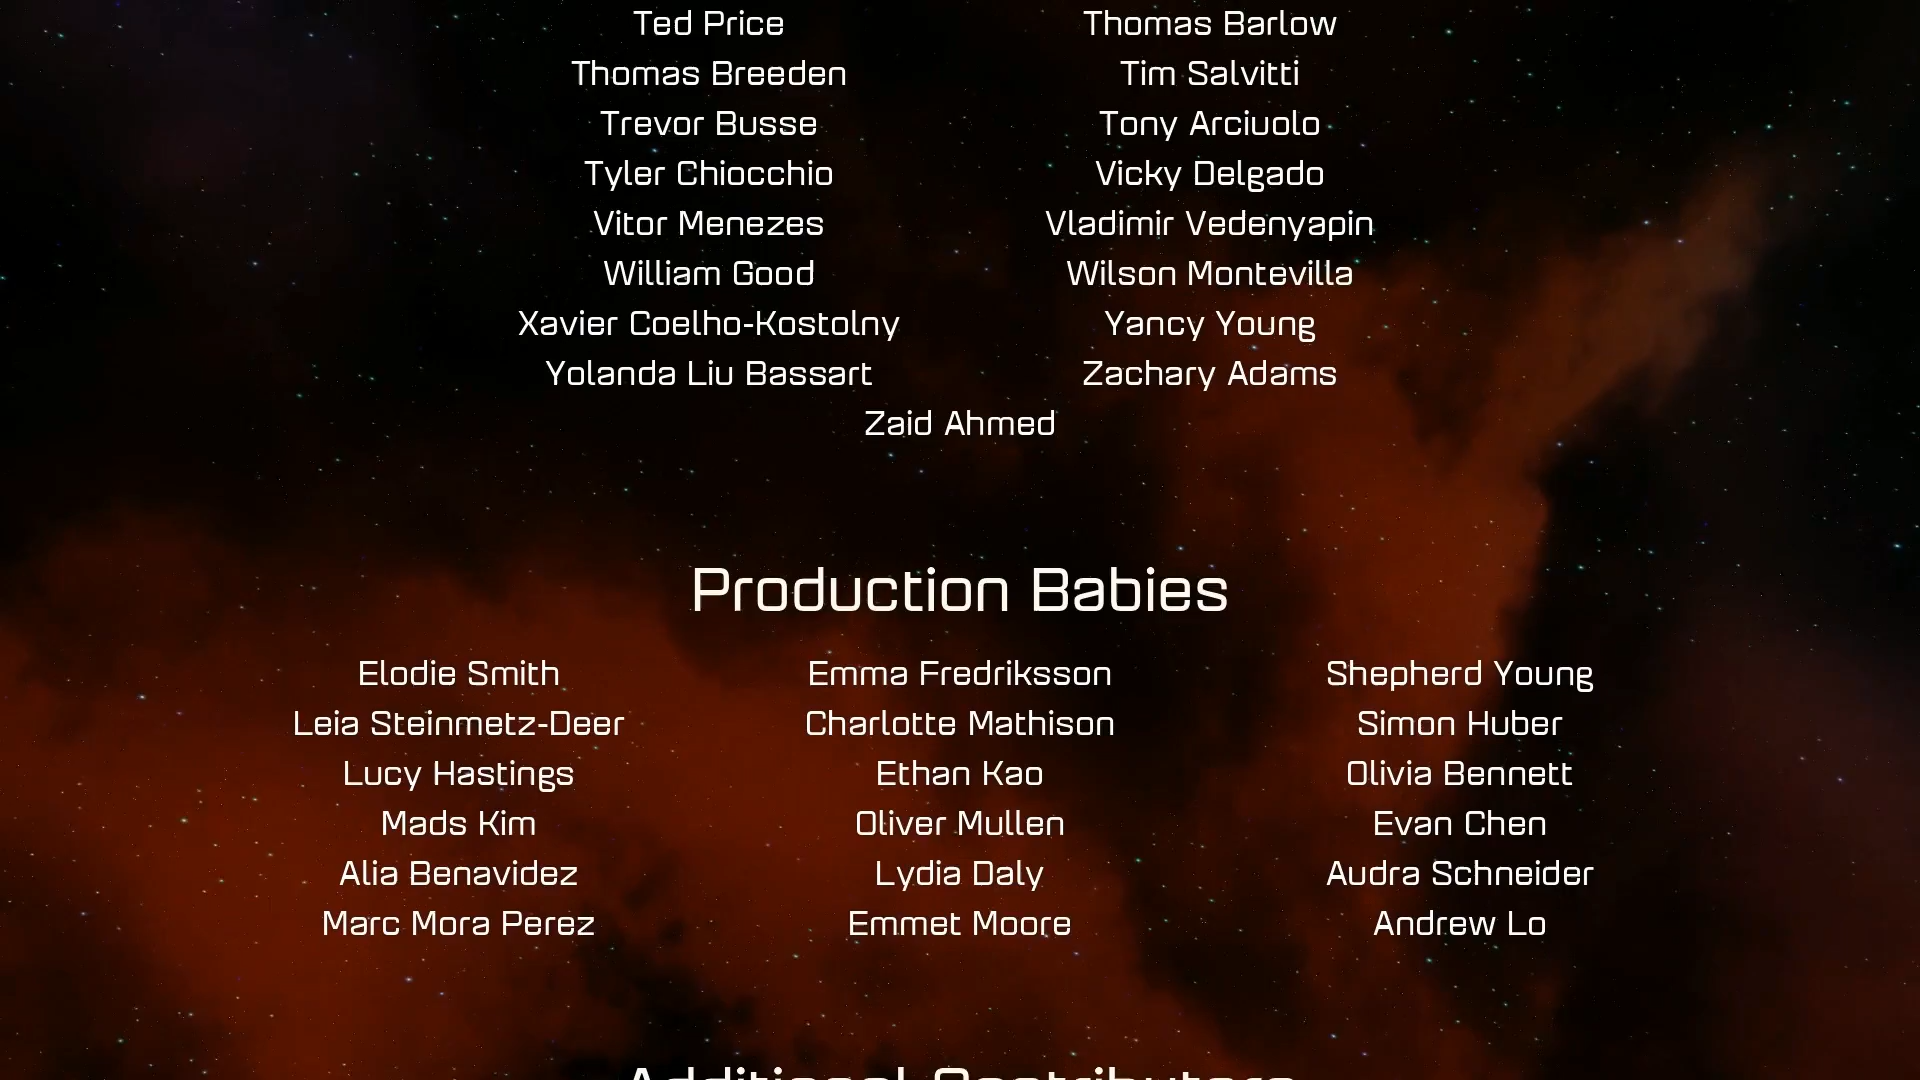 Ted Price Thomas Barlow
Thomas Breeden Tim Salvitti
Trevor Busse Tony Arciuolo
Tyler Chiocchio Vicky Delgado
Vitor Menezes Vladimir Vedenyapin
William Good Wilson Montevilla
Xavier Coelho-Kostolny Yancy Young
Yolanda Liu Bassart Zachary Adams
Zaid Ahmed
Production Babies
Elodie Smith Emma Fredriksson Shepherd Young
Leia Steinmetz-Deer Charlotte Mathison Simon Huber
Lucy Hastings Ethan Kao Olivia Bennett
Mads Kim Oliver Mullen Evan Chen
Alia Benavidez Lydia Daly Audra Schneider
Marc Mora Perez Emmet Moore Andrew Lo
Additional Contributors